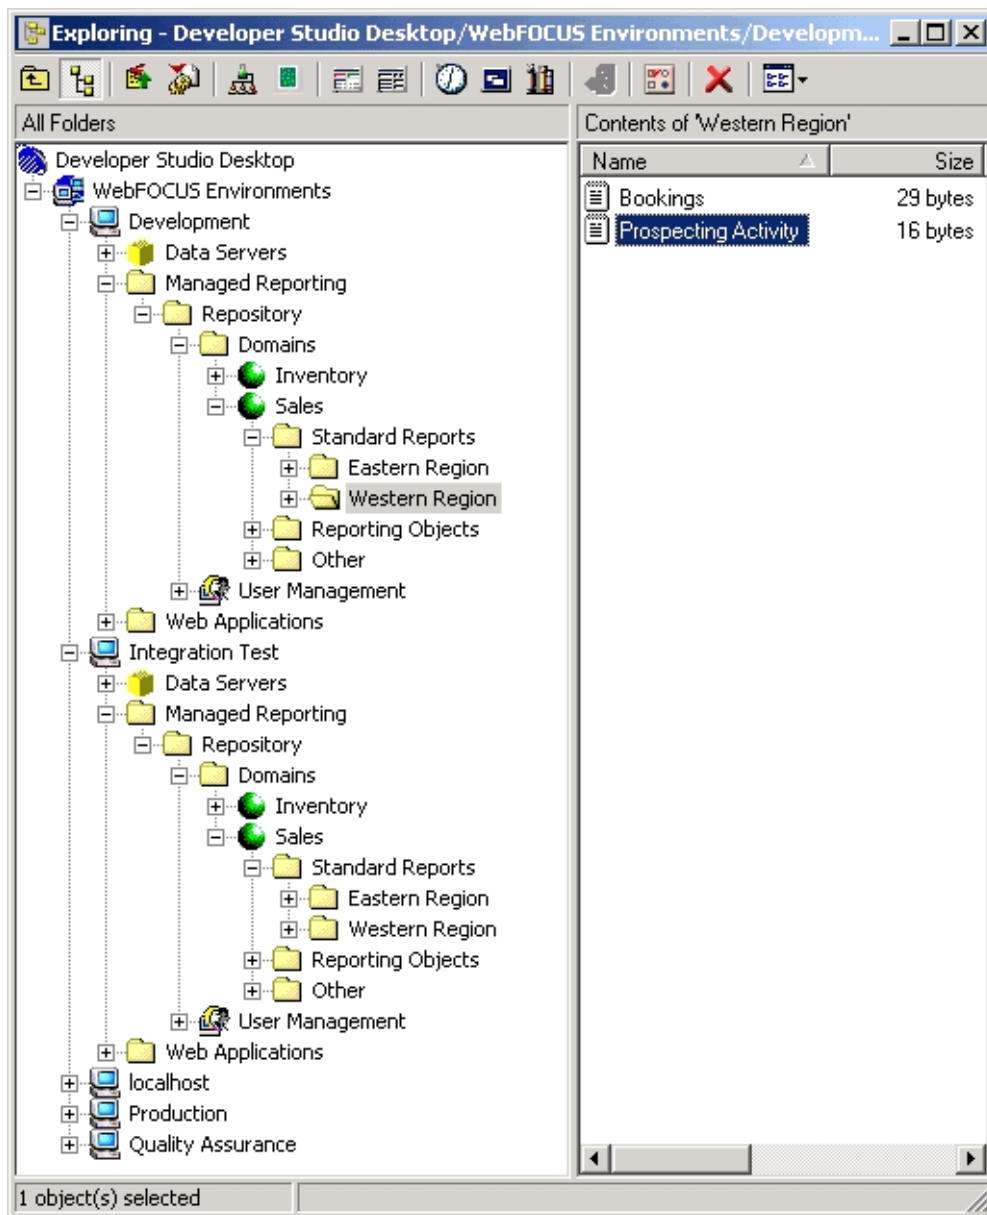 Exploring - Developer Studio Desktop/WebFOCUS Environments/Developm...
All Folders
Developer Studio Desktop
WebFOCUS Environments
Development
Data Servers
Managed Reporting
Repository
Domains
Inventory
Sales
Standard Reports
Eastern Region
Western Region
Reporting Objects
Other
User Management
Web Applications
Integration Test
Data Servers
Managed Reporting
Repository
Domains
Inventory
Sales
Standard Reports
Eastern Region
Western Region
Reporting Objects
Other
User Management
Web Applications
localhost
Production
Quality Assurance
Contents of 'Western Region'
Name Size
Bookings 29 bytes
Prospecting Activity 16 bytes
1 object(s) selected